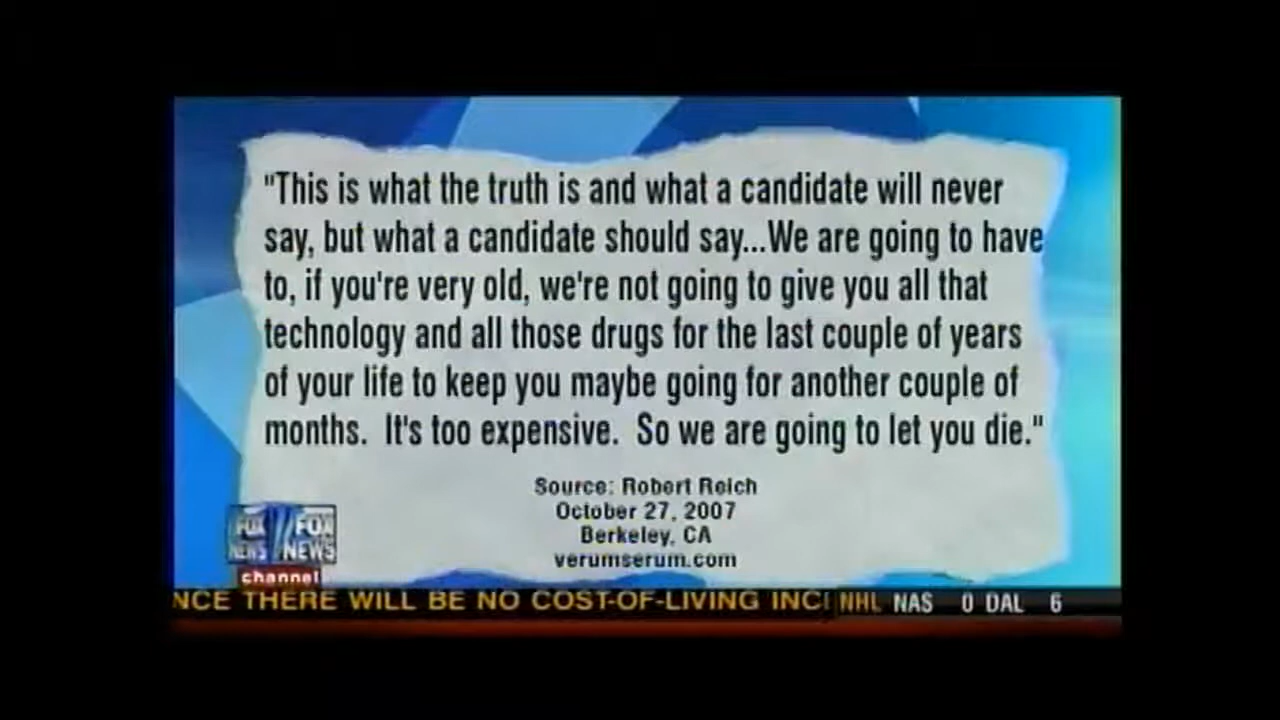 "This is what the truth is and what a candidate will never
say, but what a candidate should say...We are going to have
to, if you're very old, we're not going to give you all that
technology and all those drugs for the last couple of years
of your life to keep you maybe going for another couple of
months.  It's too expensive.  So we are going to let you die."
Source: Robert Reich
October 27, 2007
Berkeley, CA
verumserum.com
FOX FOX
NEWS NEWS
channel
NCE THERE WILL BE NO COST-OF-LIVING INC NHL NAS 0 DAL 6